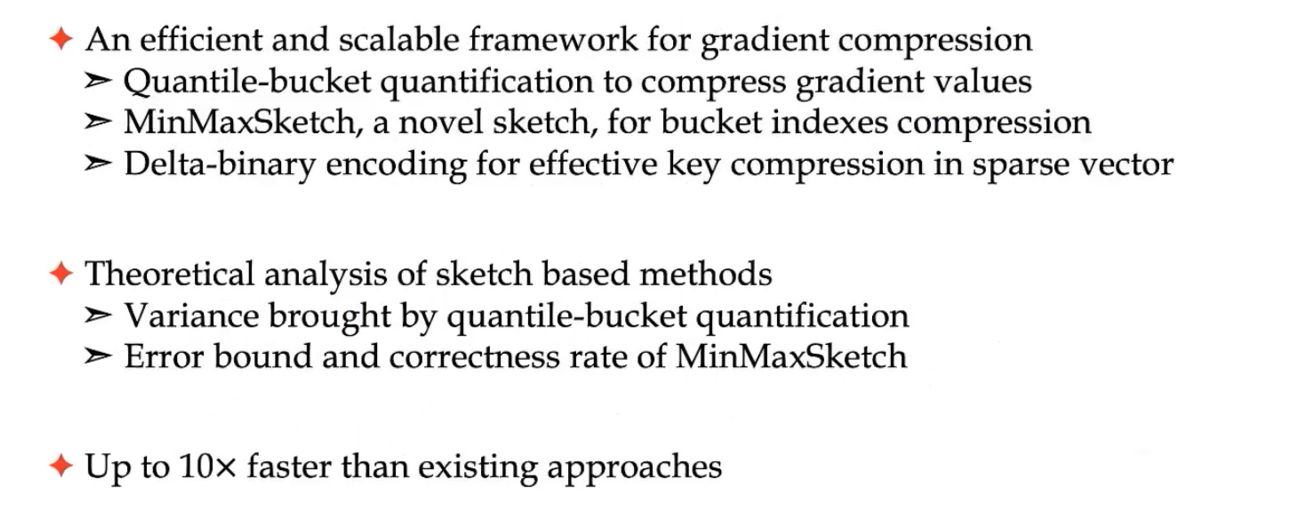 ✦ An efficient and scalable framework for gradient compression
➢ Quantile-bucket quantification to compress gradient values
➢ MinMaxSketch, a novel sketch, for bucket indexes compression
➢ Delta-binary encoding for effective key compression in sparse vector
✦ Theoretical analysis of sketch based methods
➢ Variance brought by quantile-bucket quantification
➢ Error bound and correctness rate of MinMaxSketch
✦ Up to 10× faster than existing approaches